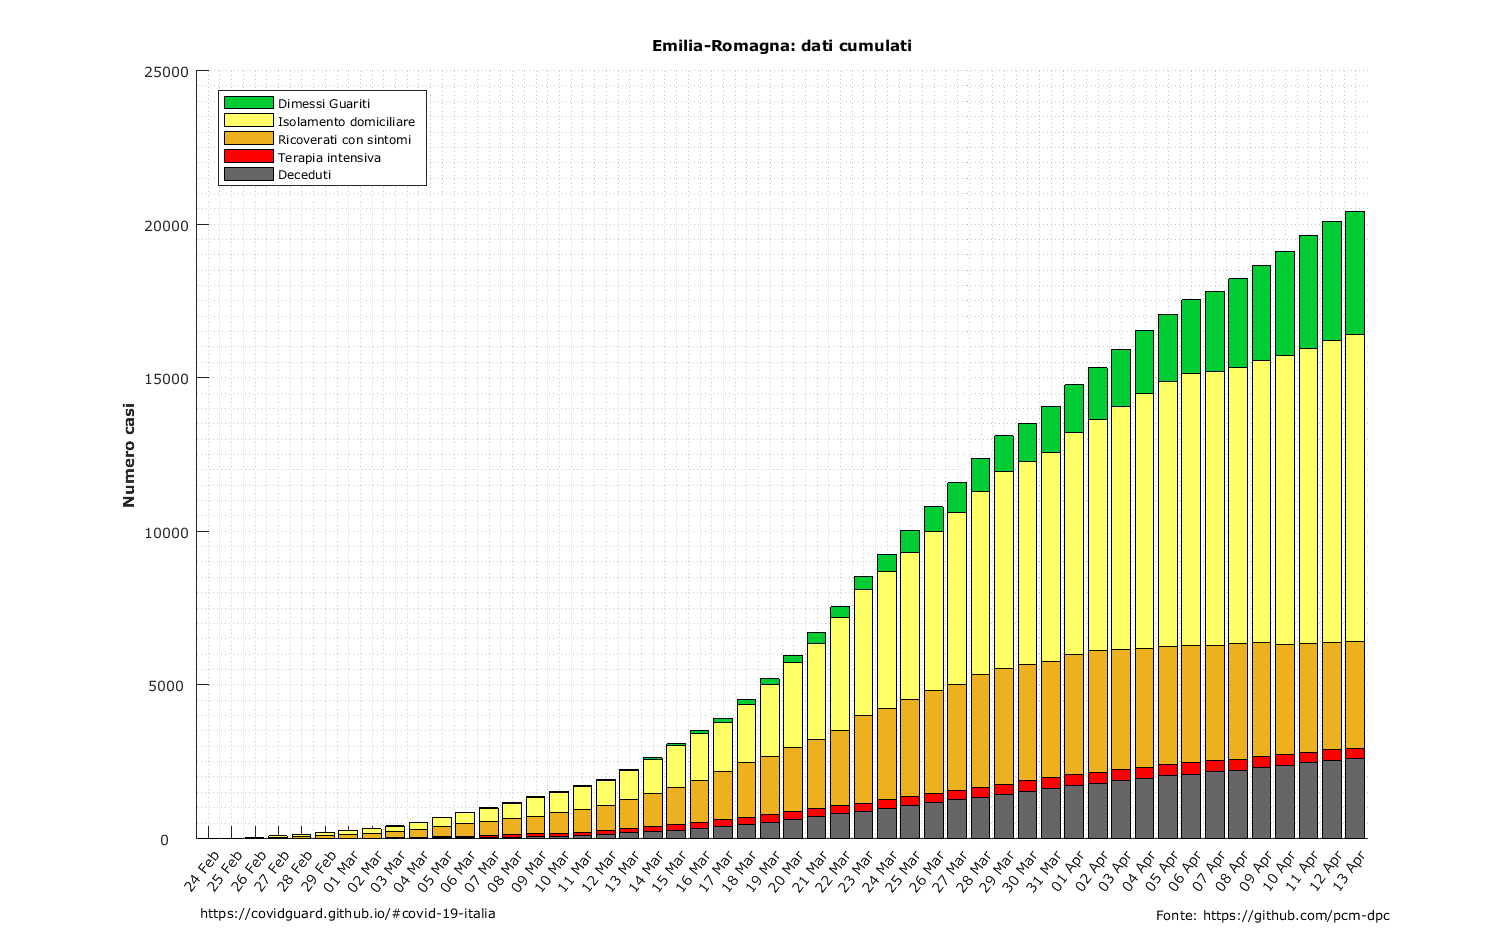 Emilia-Romagna: dati cumulati
25000
20000
15000
10000
5000
0
Numero casi
Dimessi Guariti
Isolamento domiciliare
Ricoverati con sintomi
Terapia intensiva
Deceduti
24 Feb
25 Feb
26 Feb
27 Feb
28 Feb
29 Feb
01 Mar
02 Mar
03 Mar
04 Mar
05 Mar
06 Mar
07 Mar
08 Mar
09 Mar
10 Mar
11 Mar
12 Mar
13 Mar
14 Mar
15 Mar
16 Mar
17 Mar
18 Mar
19 Mar
20 Mar
21 Mar
22 Mar
23 Mar
24 Mar
25 Mar
26 Mar
27 Mar
28 Mar
29 Mar
30 Mar
31 Mar
01 Apr
02 Apr
03 Apr
04 Apr
05 Apr
06 Apr
07 Apr
08 Apr
09 Apr
10 Apr
11 Apr
12 Apr
13 Apr
https://covidguard.github.io/#covid-19-italia
Fonte: https://github.com/pcm-dpc